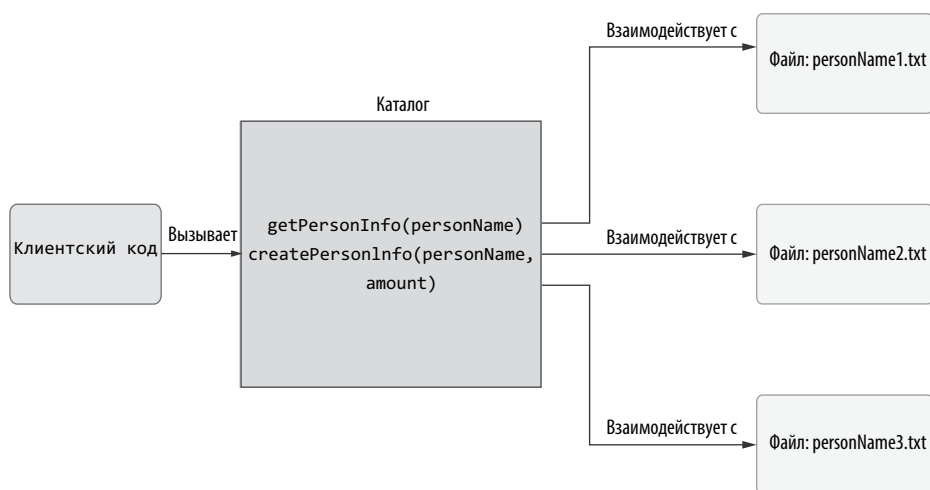 Взаимодействует с
Файл: personName1.txt
Каталог
Клиентский код
Вызывает
getPersonInfo(personName)
createPersonlnfo(personName,
amount)
Взаимодействует с
Файл: personName2.txt
Взаимодействует с
Файл: personName3.txt